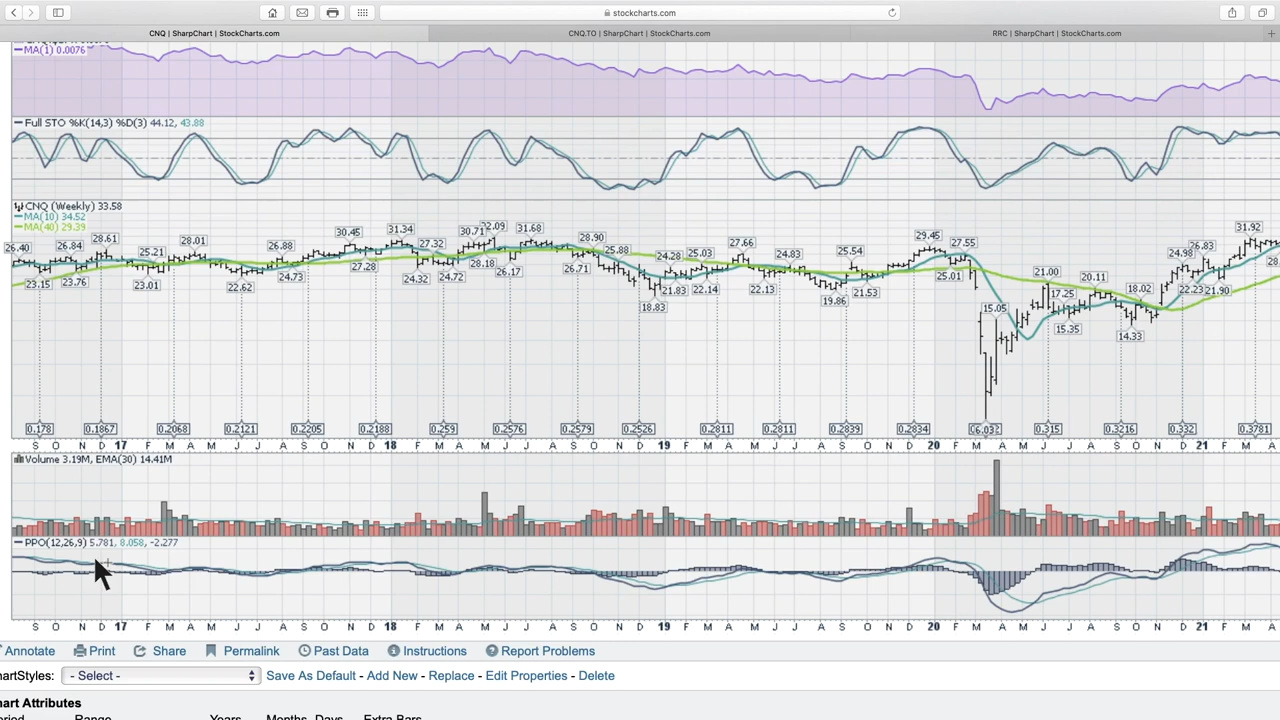 stockcharts.com
CNQ | SharpChart | StockCharts.com
CNQ.TO | SharpChart | StockCharts.com
RRC | SharpChart | StockCharts.com
MA(1) 0.0076
Full STO %K(14,3) %D(3) 44.12, 43.88
CNQ (Weekly) 33.58
MA(10) 34.52
MA(40) 29.39
26.40 26.84 28.61 25.21 28.01 26.88 30.45 31.34 27.32 30.71 32.09 31.68 28.90 25.88 24.28 25.03 27.66 24.83 25.54 29.45 27.55 21.00 20.11 24.98 26.83 31.92
23.15 23.76 23.01 22.62 24.73 27.28 24.32 24.72 28.18 26.17 26.71 18.83 21.83 22.14 22.13 19.86 21.53 25.01 15.05 17.25 15.35 18.02 14.33 22.23 21.90 28.
0.178 0.1867 0.2068 0.2121 0.2205 0.2188 0.259 0.2576 0.2579 0.2526 0.2811 0.2811 0.2839 0.2834 0.315 0.3216 0.332 0.3781
S O N D 17 F M A M J J A S O N D 18 F M A M J J A S O N D 19 F M A M J J A S O N D 20 F M A M J J A S O N D 21 F M A
Volume 3.19M, EMA(30) 14.41M
PPO(12,26,9) 5.781, 8.058, -2.277
S O N D 17 F M A M J J A S O N D 18 F M A M J J A S O N D 19 F M A M J J A S O N D 20 F M A M J J A S O N D 21 F M A
Annotate Print Share Permalink Past Data Instructions Report Problems
hartStyles: - Select - Save As Default - Add New - Replace - Edit Properties - Delete
hart Attributes
Period Range Years Months Days Extra Bars